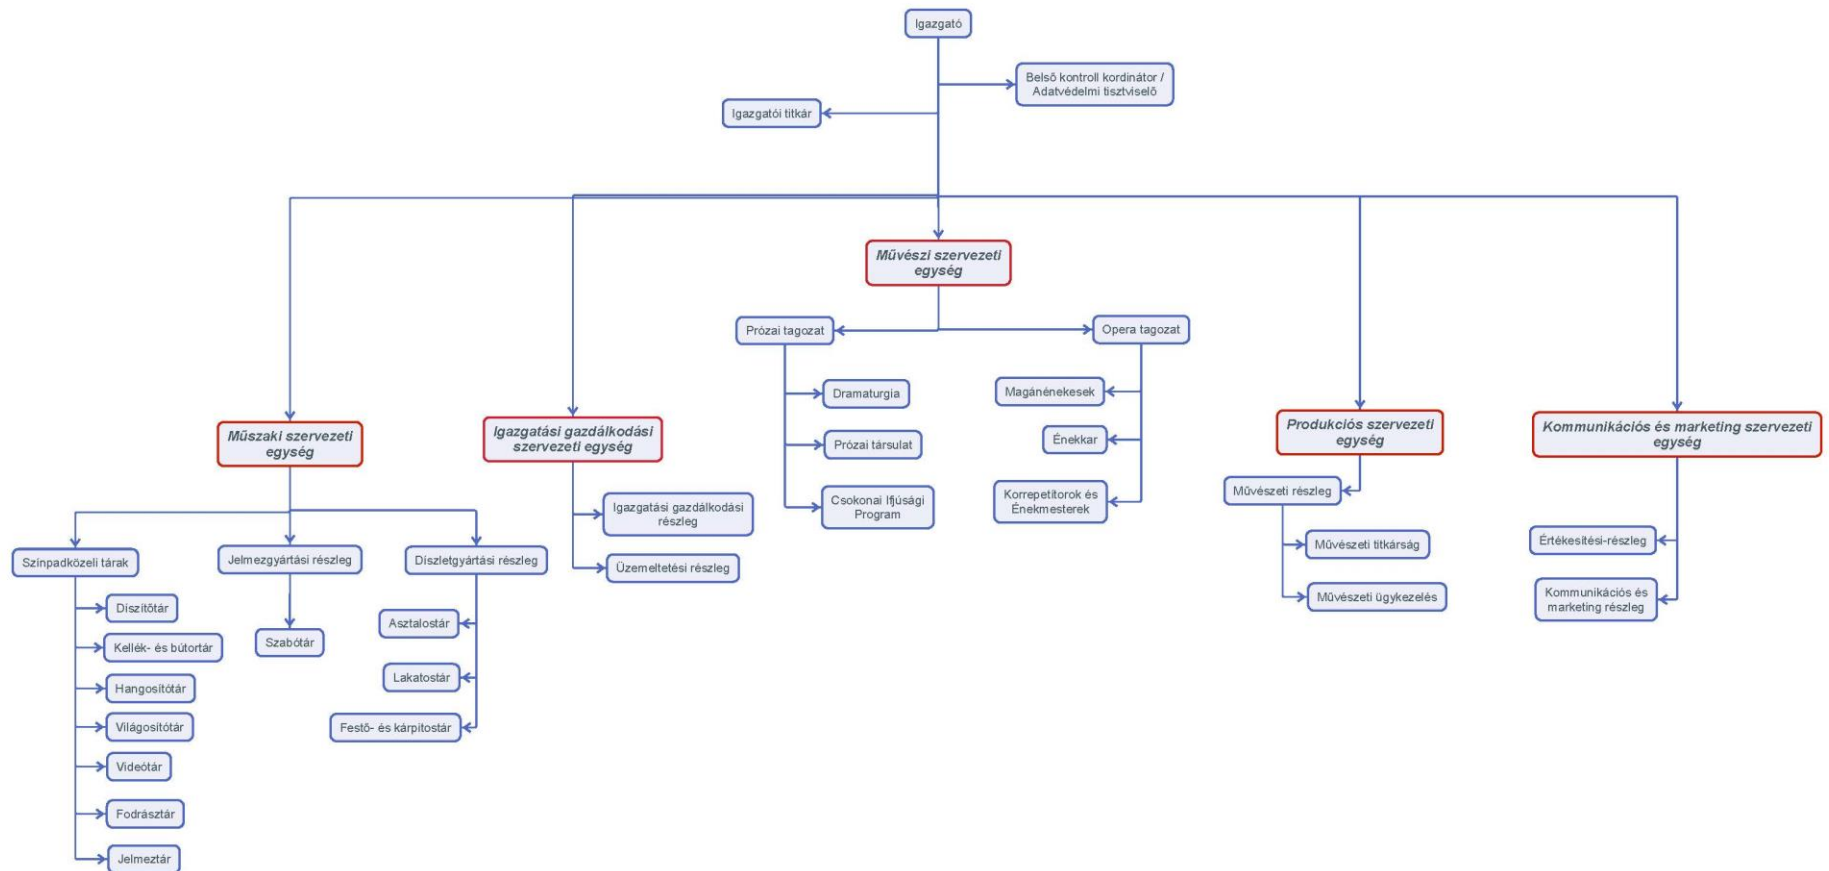 Igazgató
Belső kontroll kordinátor /
Adatvédelmi tisztviselő
Igazgatói titkár
Művészi szervezeti
egység
Prózai tagozat
Opera tagozat
Dramaturgia
Prózai társulat
Csokonai Ifjúsági
Program
Magánénekesek
Énekkar
Korrepetitorok és
Énekmesterek
Műszaki szervezeti
egység
Igazgatási gazdálkodási
szervezeti egység
Produkciós szervezeti
egység
Kommunikációs és marketing szervezeti
egység
Színpadközeli tárak
Díszítőtár
Kellék- és bútortár
Hangosítótár
Világosítótár
Videótár
Fodrásztár
Jelmeztár
Jelmezgyártási részleg
Szabótár
Díszletgyártási részleg
Asztalostár
Lakatostár
Festő- és kárpitostár
Igazgatási gazdálkodási
részleg
Üzemeltetési részleg
Művészeti részleg
Művészeti titkárság
Művészeti ügykezelés
Értékesítési-részleg
Kommunikációs és
marketing részleg